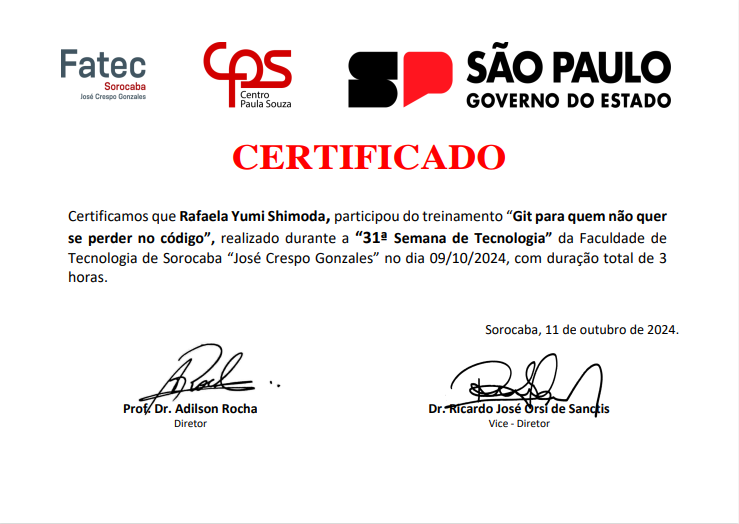 Fatec
Sorocaba
José Crespo Gonzales
CPS
Centro
Paula Souza
SP
SÃO PAULO
GOVERNO DO ESTADO
CERTIFICADO
Certificamos que Rafaela Yumi Shimoda, participou do treinamento “Git para quem não quer
se perder no código”, realizado durante a “31ª Semana de Tecnologia” da Faculdade de
Tecnologia de Sorocaba “José Crespo Gonzales” no dia 09/10/2024, com duração total de 3
horas.
Sorocaba, 11 de outubro de 2024.
Prof. Dr. Adilson Rocha
Diretor
Dr. Ricardo José Orsi de Sanctis
Vice - Diretor